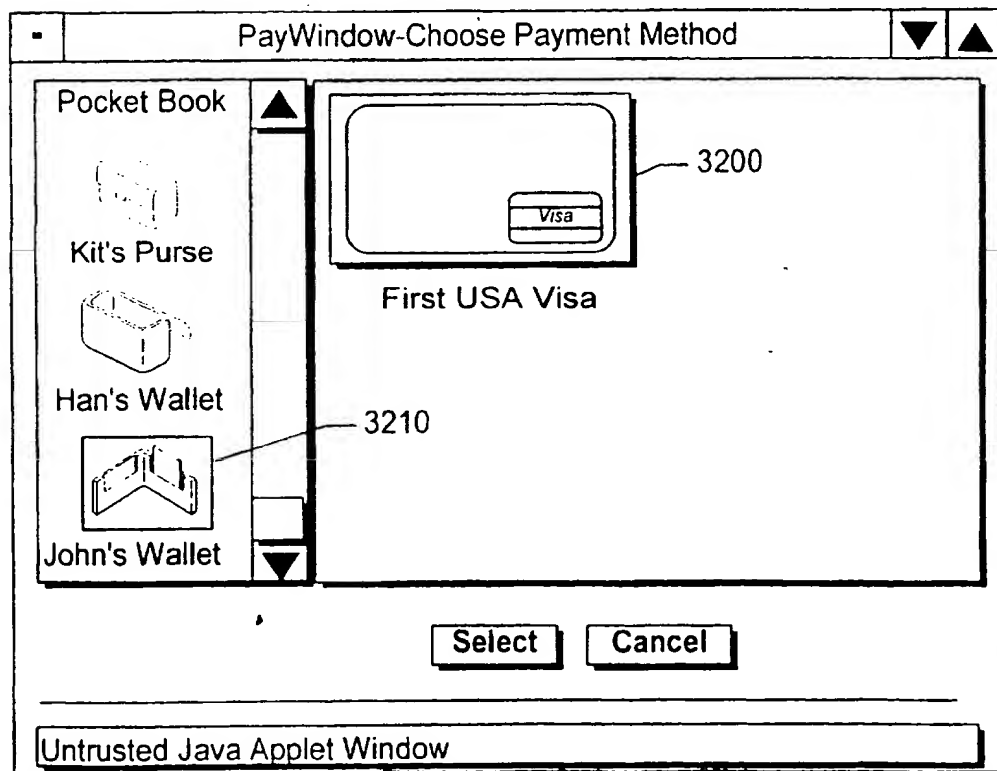 PayWindow-Choose Payment Method
Pocket Book
Kit's Purse
Han's Wallet
John's Wallet
3210
Visa
3200
First USA Visa
Select
Cancel
Untrusted Java Applet Window